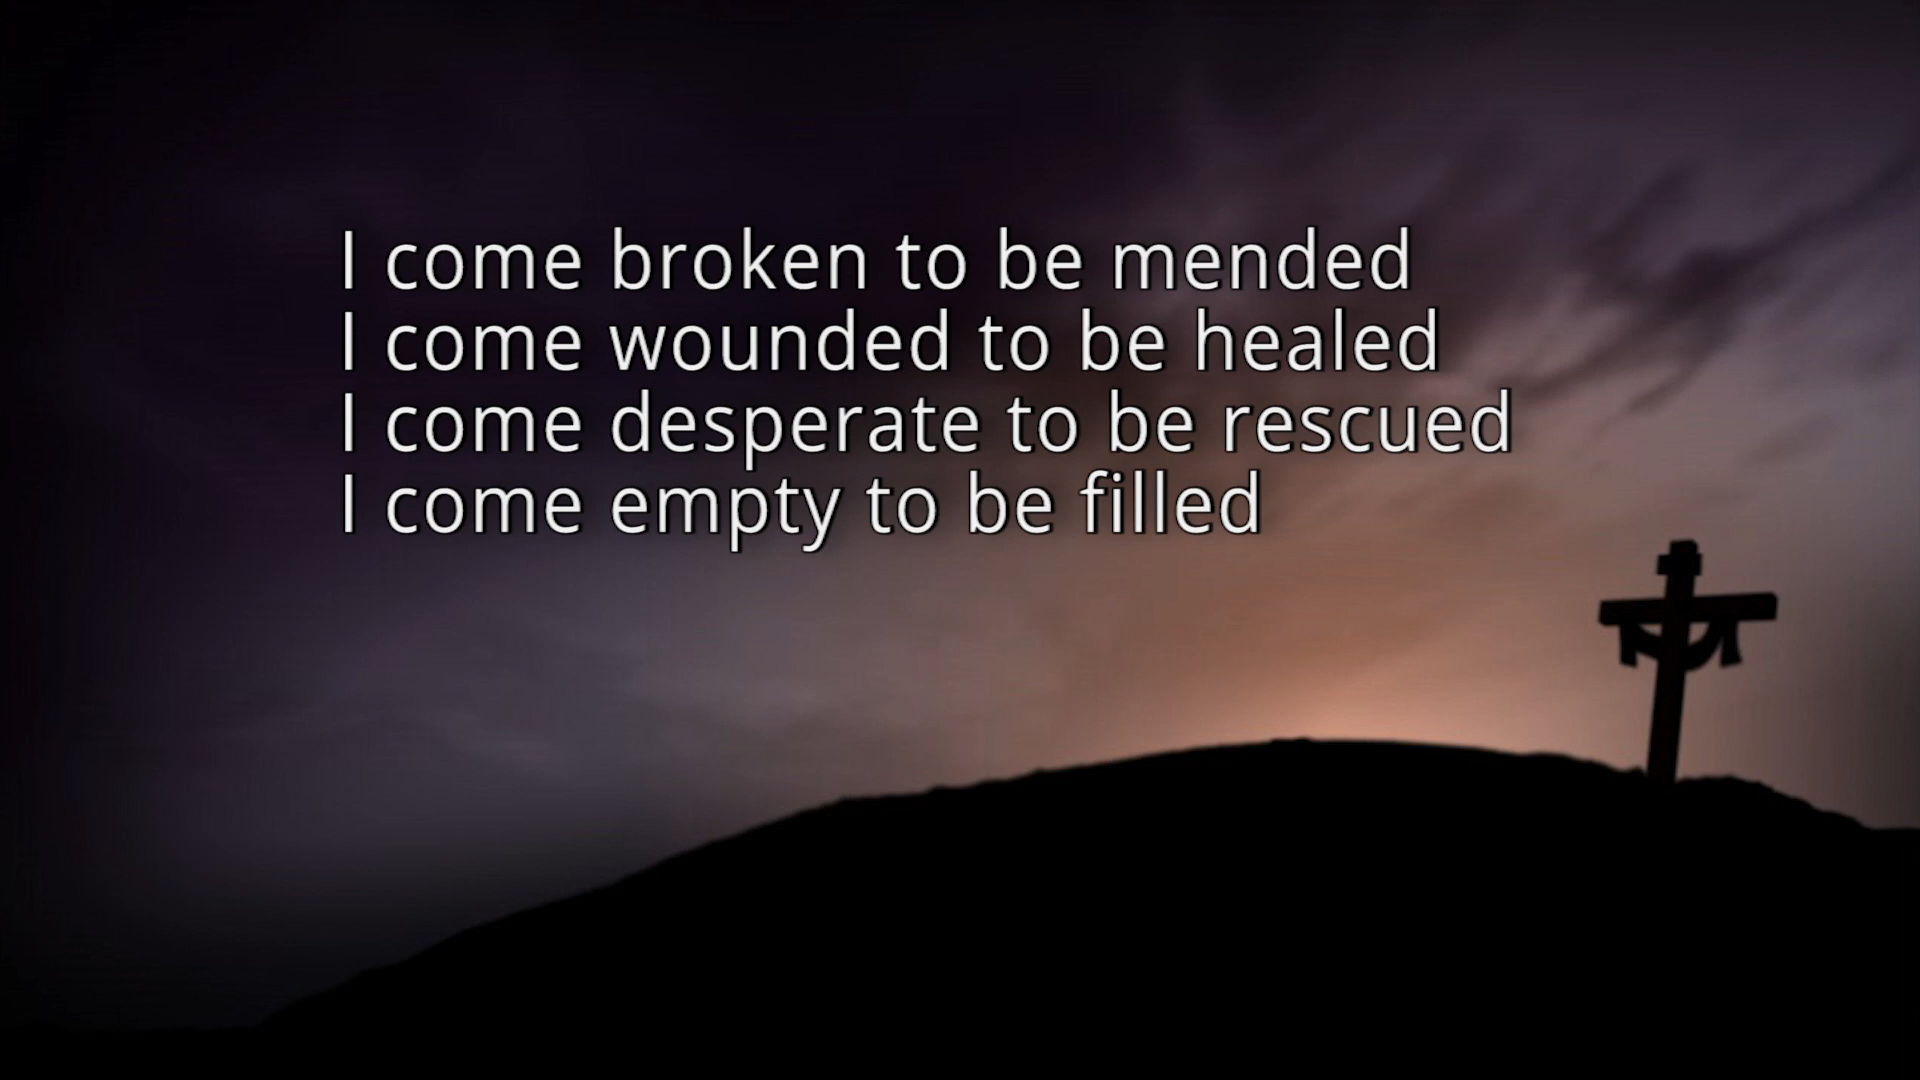 I come broken to be mended
I come wounded to be healed
I come desperate to be rescued
I come empty to be filled